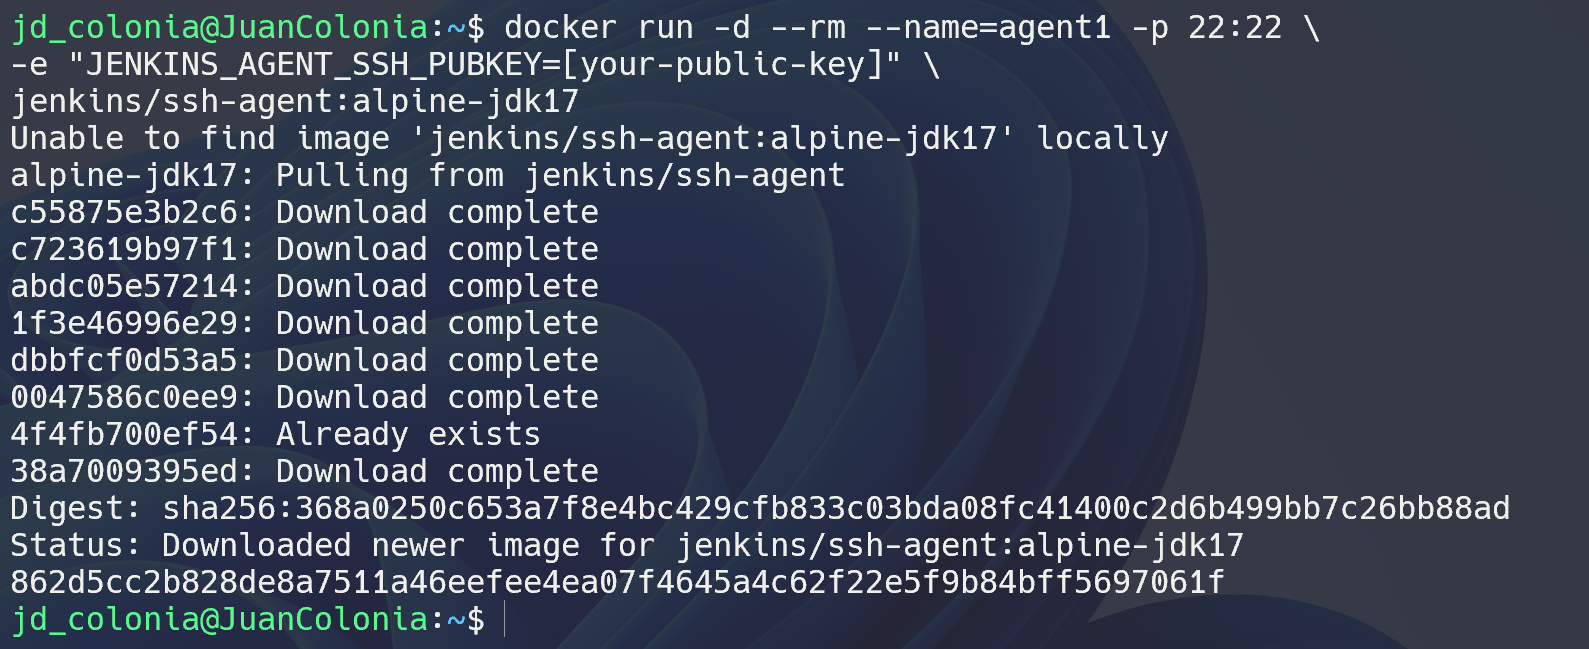 jd_colonia@JuanColonia:~$ docker run -d --rm --name=agent1 -p 22:22 \
-e "JENKINS_AGENT_SSH_PUBKEY=[your-public-key]" \
jenkins/ssh-agent:alpine-jdk17
Unable to find image 'jenkins/ssh-agent:alpine-jdk17' locally
alpine-jdk17: Pulling from jenkins/ssh-agent
c55875e3b2c6: Download complete
c723619b97f1: Download complete
abdc05e57214: Download complete
1f3e46996e29: Download complete
dbbfcf0d53a5: Download complete
0047586c0ee9: Download complete
4f4fb700ef54: Already exists
38a7009395ed: Download complete
Digest: sha256:368a0250c653a7f8e4bc429cfb833c03bda08fc41400c2d6b499bb7c26bb88ad
Status: Downloaded newer image for jenkins/ssh-agent:alpine-jdk17
862d5cc2b828de8a7511a46eefee4ea07f4645a4c62f22e5f9b84bff5697061f
jd_colonia@JuanColonia:~$